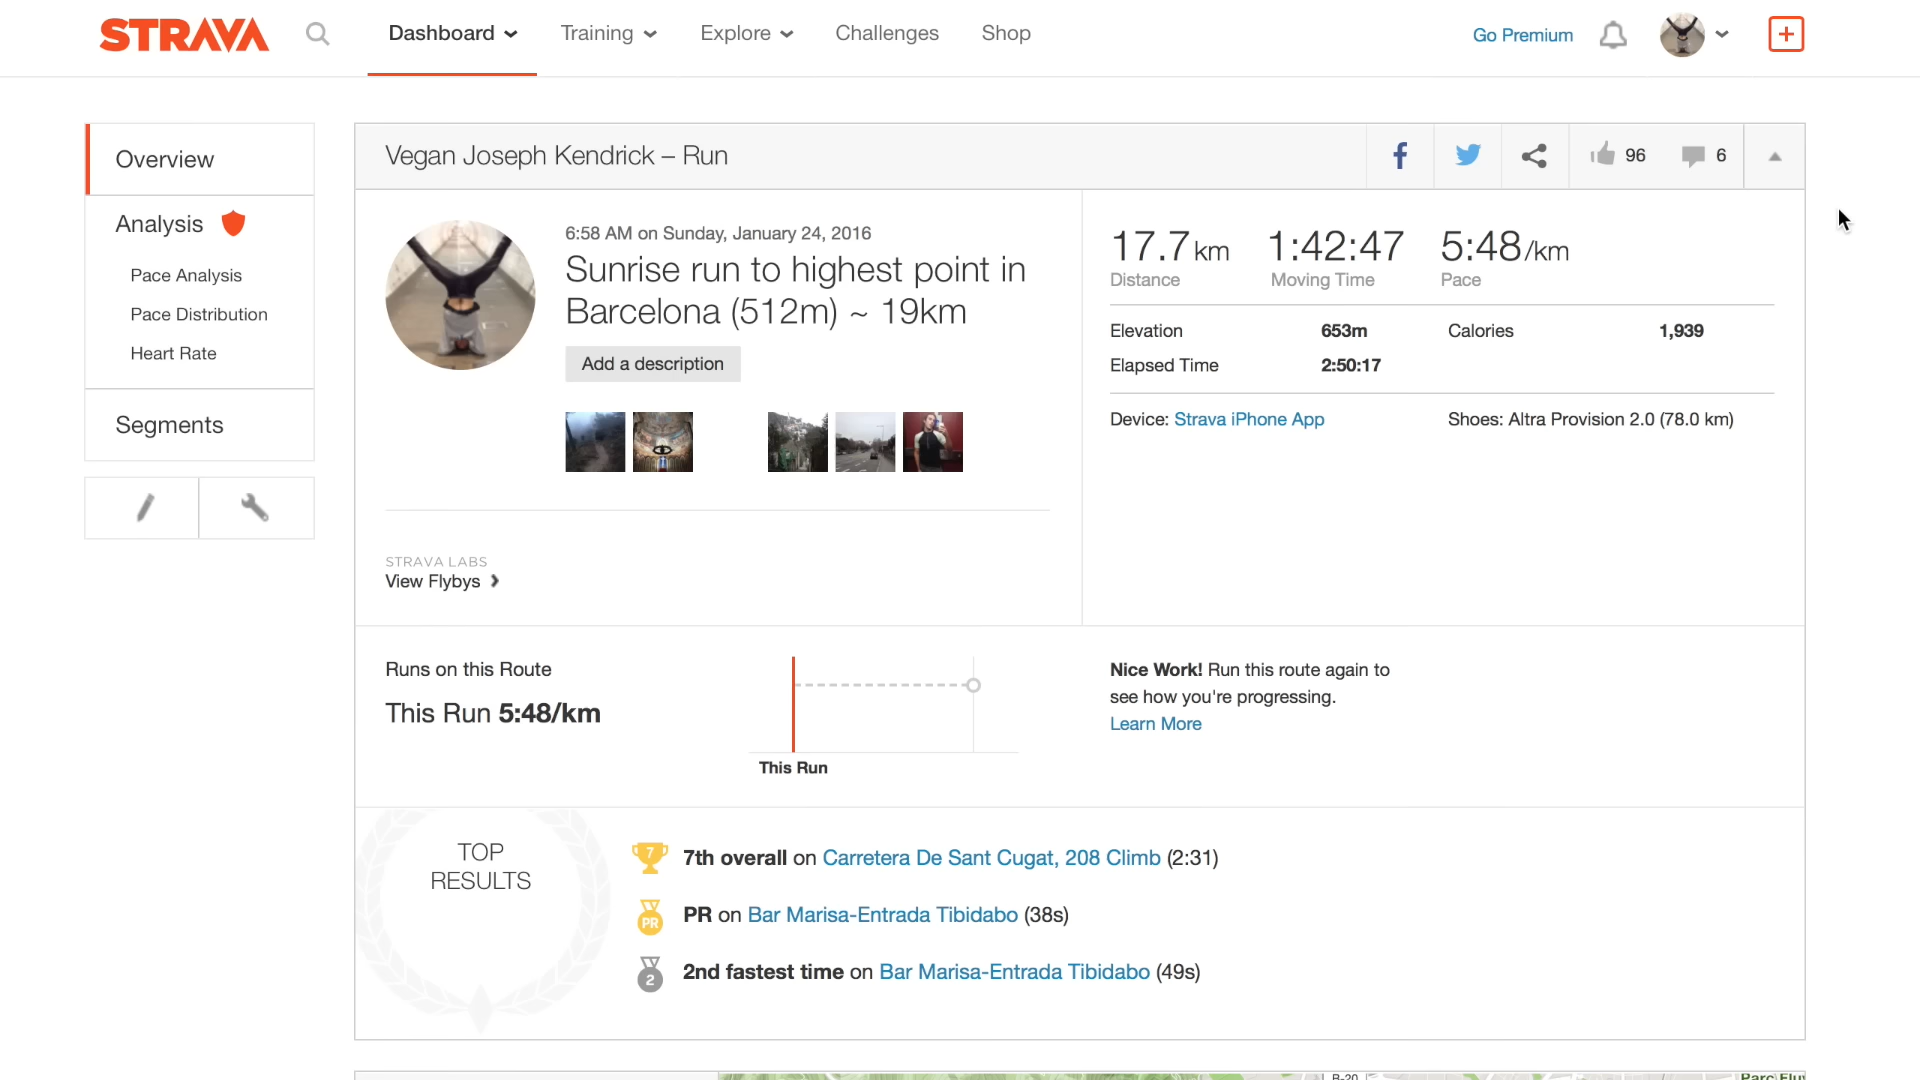 STRAVA
Dashboard
Training
Explore
Challenges
Shop
Go Premium
Overview
Analysis
Pace Analysis
Pace Distribution
Heart Rate
Segments
Vegan Joseph Kendrick – Run
96
6
6:58 AM on Sunday, January 24, 2016
Sunrise run to highest point in
Barcelona (512m) ~ 19km
Add a description
17.7km 1:42:47 5:48/km
Distance Moving Time Pace
Elevation 653m Calories 1,939
Elapsed Time 2:50:17
Device: Strava iPhone App Shoes: Altra Provision 2.0 (78.0 km)
STRAVA LABS
View Flybys
Runs on this Route
This Run 5:48/km
This Run
Nice Work! Run this route again to
see how you're progressing.
Learn More
TOP
RESULTS
7
7th overall on Carretera De Sant Cugat, 208 Climb (2:31)
PR
PR on Bar Marisa-Entrada Tibidabo (38s)
2
2nd fastest time on Bar Marisa-Entrada Tibidabo (49s)
B-20